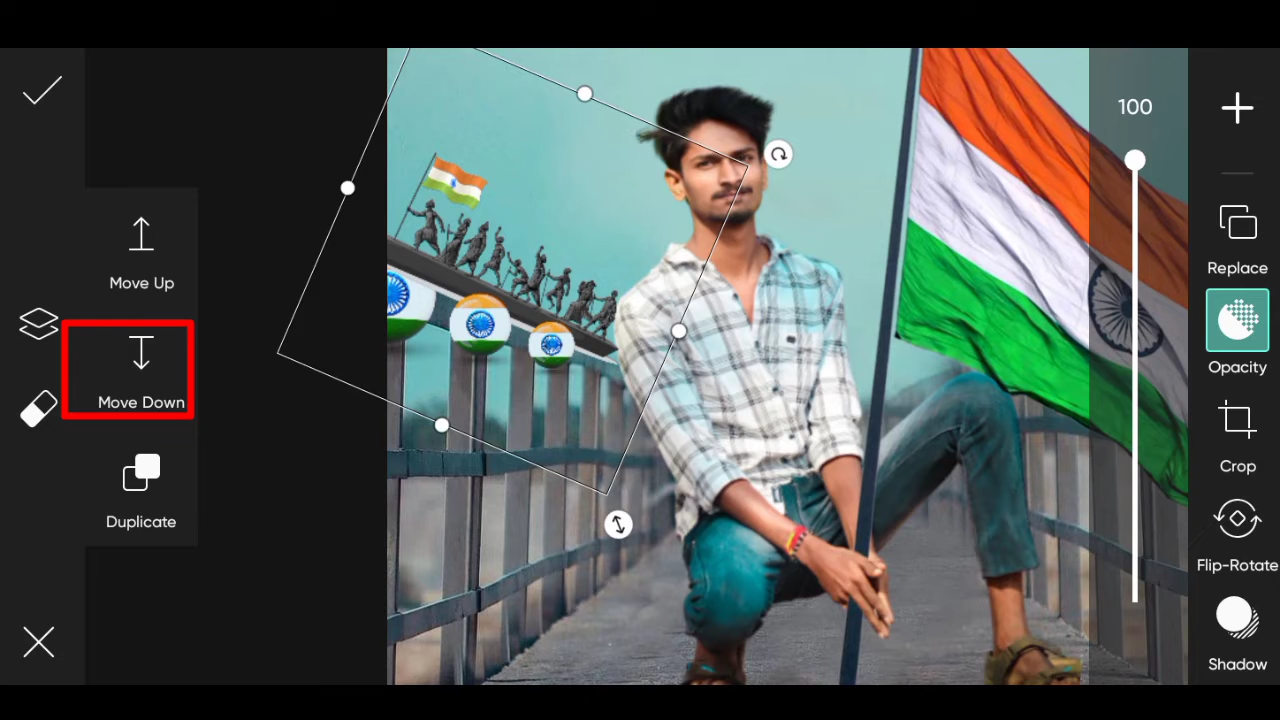 100
Move Up
Replace
Opacity
Move Down
Crop
Duplicate
Flip-Rotate
Shadow